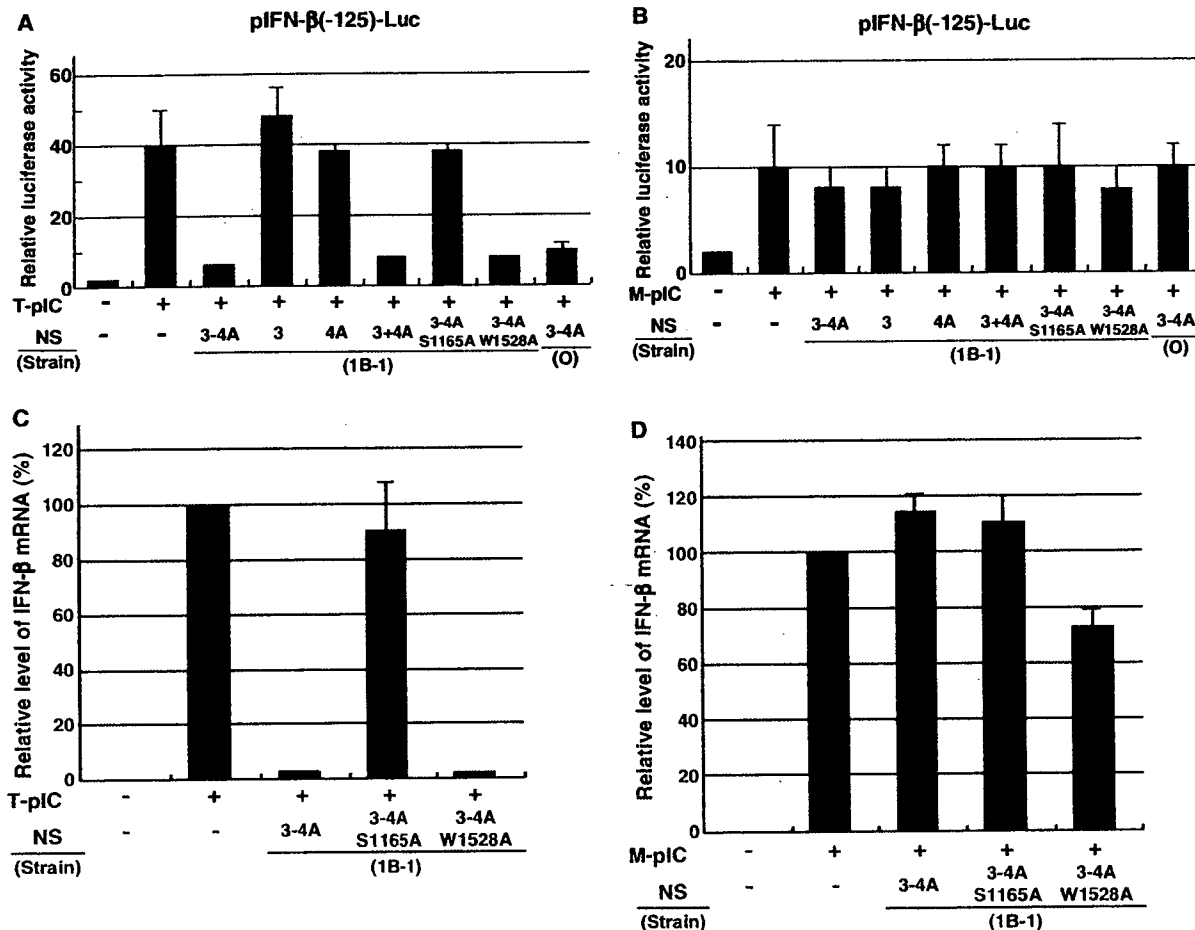 A
pIFN-β(-125)-Luc
Relative luciferase activity
60
40
20
0
T-pIC - + + + + + + + +
NS - - 3-4A 3 4A 3+4A 3-4A S1165A 3-4A W1528A 3-4A
(Strain) (1B-1) (O)
B
pIFN-β(-125)-Luc
Relative luciferase activity
20
10
0
M-pIC - + + + + + + + +
NS - - 3-4A 3 4A 3+4A 3-4A S1165A 3-4A W1528A 3-4A
(Strain) (1B-1) (O)
C
Relative level of IFN-β mRNA (%)
120
100
80
60
40
20
0
T-pIC - + + + +
NS - - 3-4A 3-4A S1165A 3-4A W1528A
(Strain) (1B-1)
D
Relative level of IFN-β mRNA (%)
140
120
100
80
60
40
20
0
M-pIC - + + + +
NS - - 3-4A 3-4A S1165A 3-4A W1528A
(Strain) (1B-1)